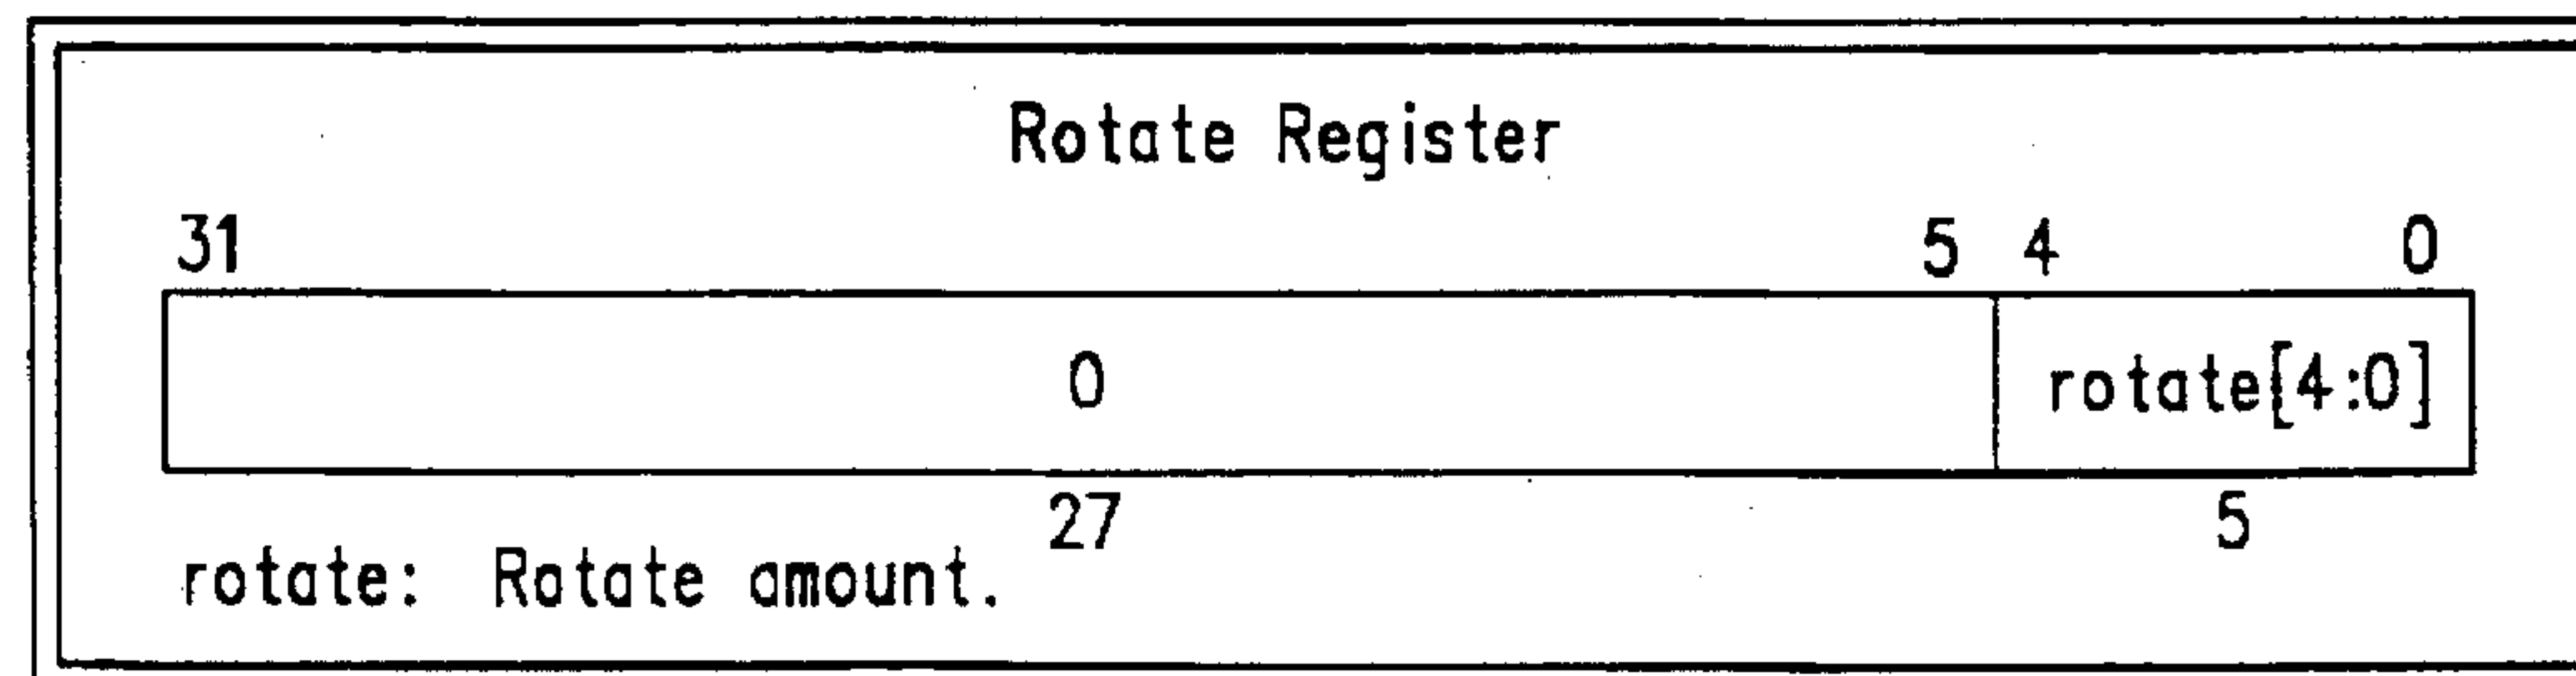 Rotate Register
31 5 4 0
0 rotate[4:0]
27 5
rotate: Rotate amount.